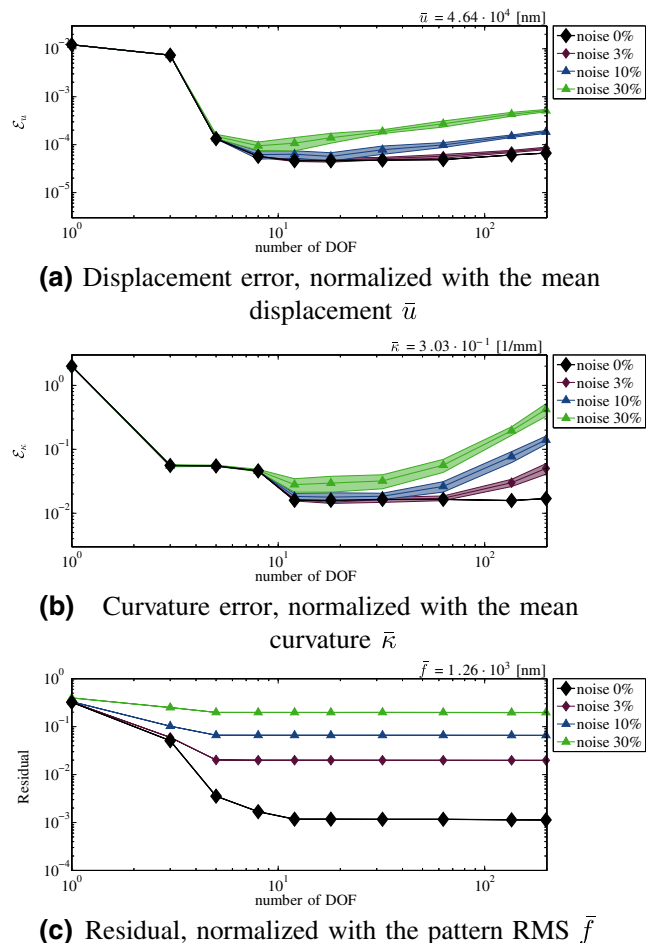 ū = 4.64 · 10⁴ [nm]
10⁻²
10⁻³
10⁻⁴
10⁻⁵
ℰᵤ
10⁰
10¹
10²
number of DOF
noise 0%
noise 3%
noise 10%
noise 30%
(a) Displacement error, normalized with the mean
displacement ū
κ̄ = 3.03 · 10⁻¹ [1/mm]
10⁰
10⁻¹
10⁻²
ℰ_κ
10⁰
10¹
10²
number of DOF
noise 0%
noise 3%
noise 10%
noise 30%
(b) Curvature error, normalized with the mean
curvature κ̄
f̄ = 1.26 · 10³ [nm]
10⁰
10⁻¹
10⁻²
10⁻³
10⁻⁴
Residual
10⁰
10¹
10²
number of DOF
noise 0%
noise 3%
noise 10%
noise 30%
(c) Residual, normalized with the pattern RMS f̄